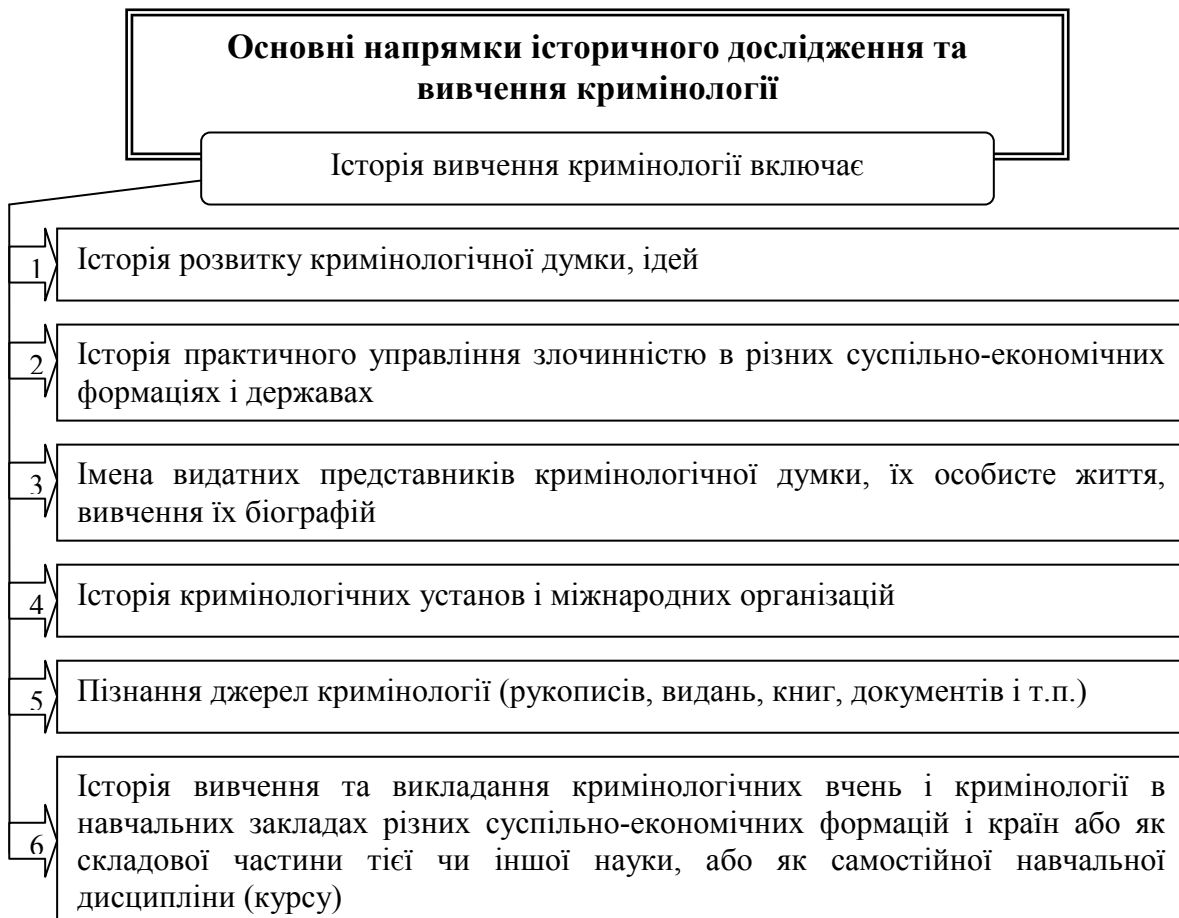 Основні напрямки історичного дослідження та
вивчення кримінології
Історія вивчення кримінології включає
1
Історія розвитку кримінологічної думки, ідей
2
Історія практичного управління злочинністю в різних суспільно-економічних
формаціях і державах
3
Імена видатних представників кримінологічної думки, їх особисте життя,
вивчення їх біографій
4
Історія кримінологічних установ і міжнародних організацій
5
Пізнання джерел кримінології (рукописів, видань, книг, документів і т.п.)
6
Історія вивчення та викладання кримінологічних вчень і кримінології в
навчальних закладах різних суспільно-економічних формацій і країн або як
складової частини тієї чи іншої науки, або як самостійної навчальної
дисципліни (курсу)